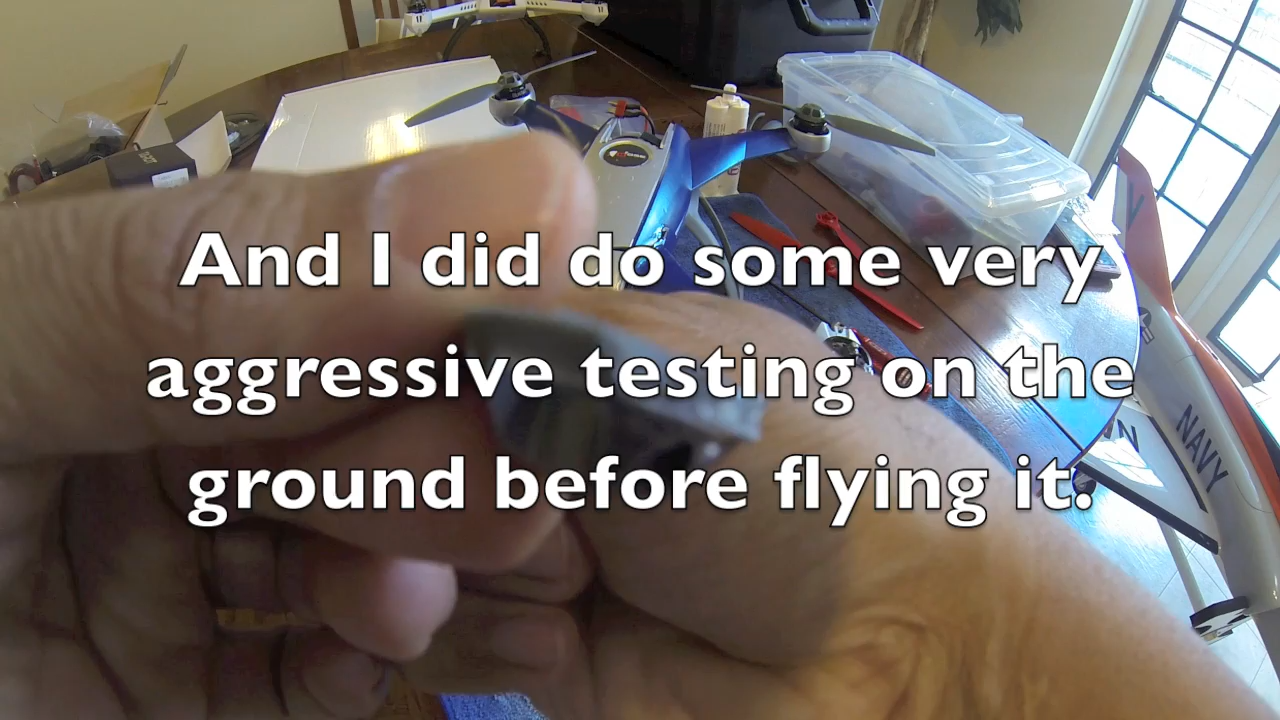 And I did do some very
aggressive testing on the
ground before flying it.
NAVY
N